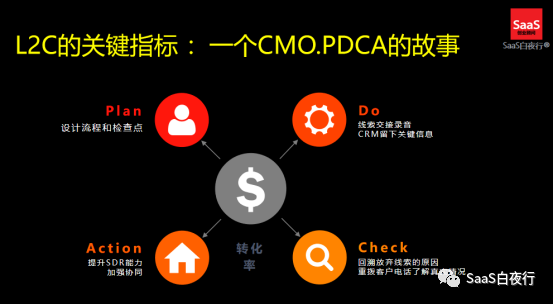 L2C的关键指标：一个CMO.PDCA的故事
SaaS
SaaS白夜行®
Plan
设计流程和检查点
Do
线索交接录音
CRM留下关键信息
$
Action
提升SDR能力
加强协同
转化
率
Check
回溯放弃线索的原因
重拨客户电话了解真 情况
SaaS白夜行